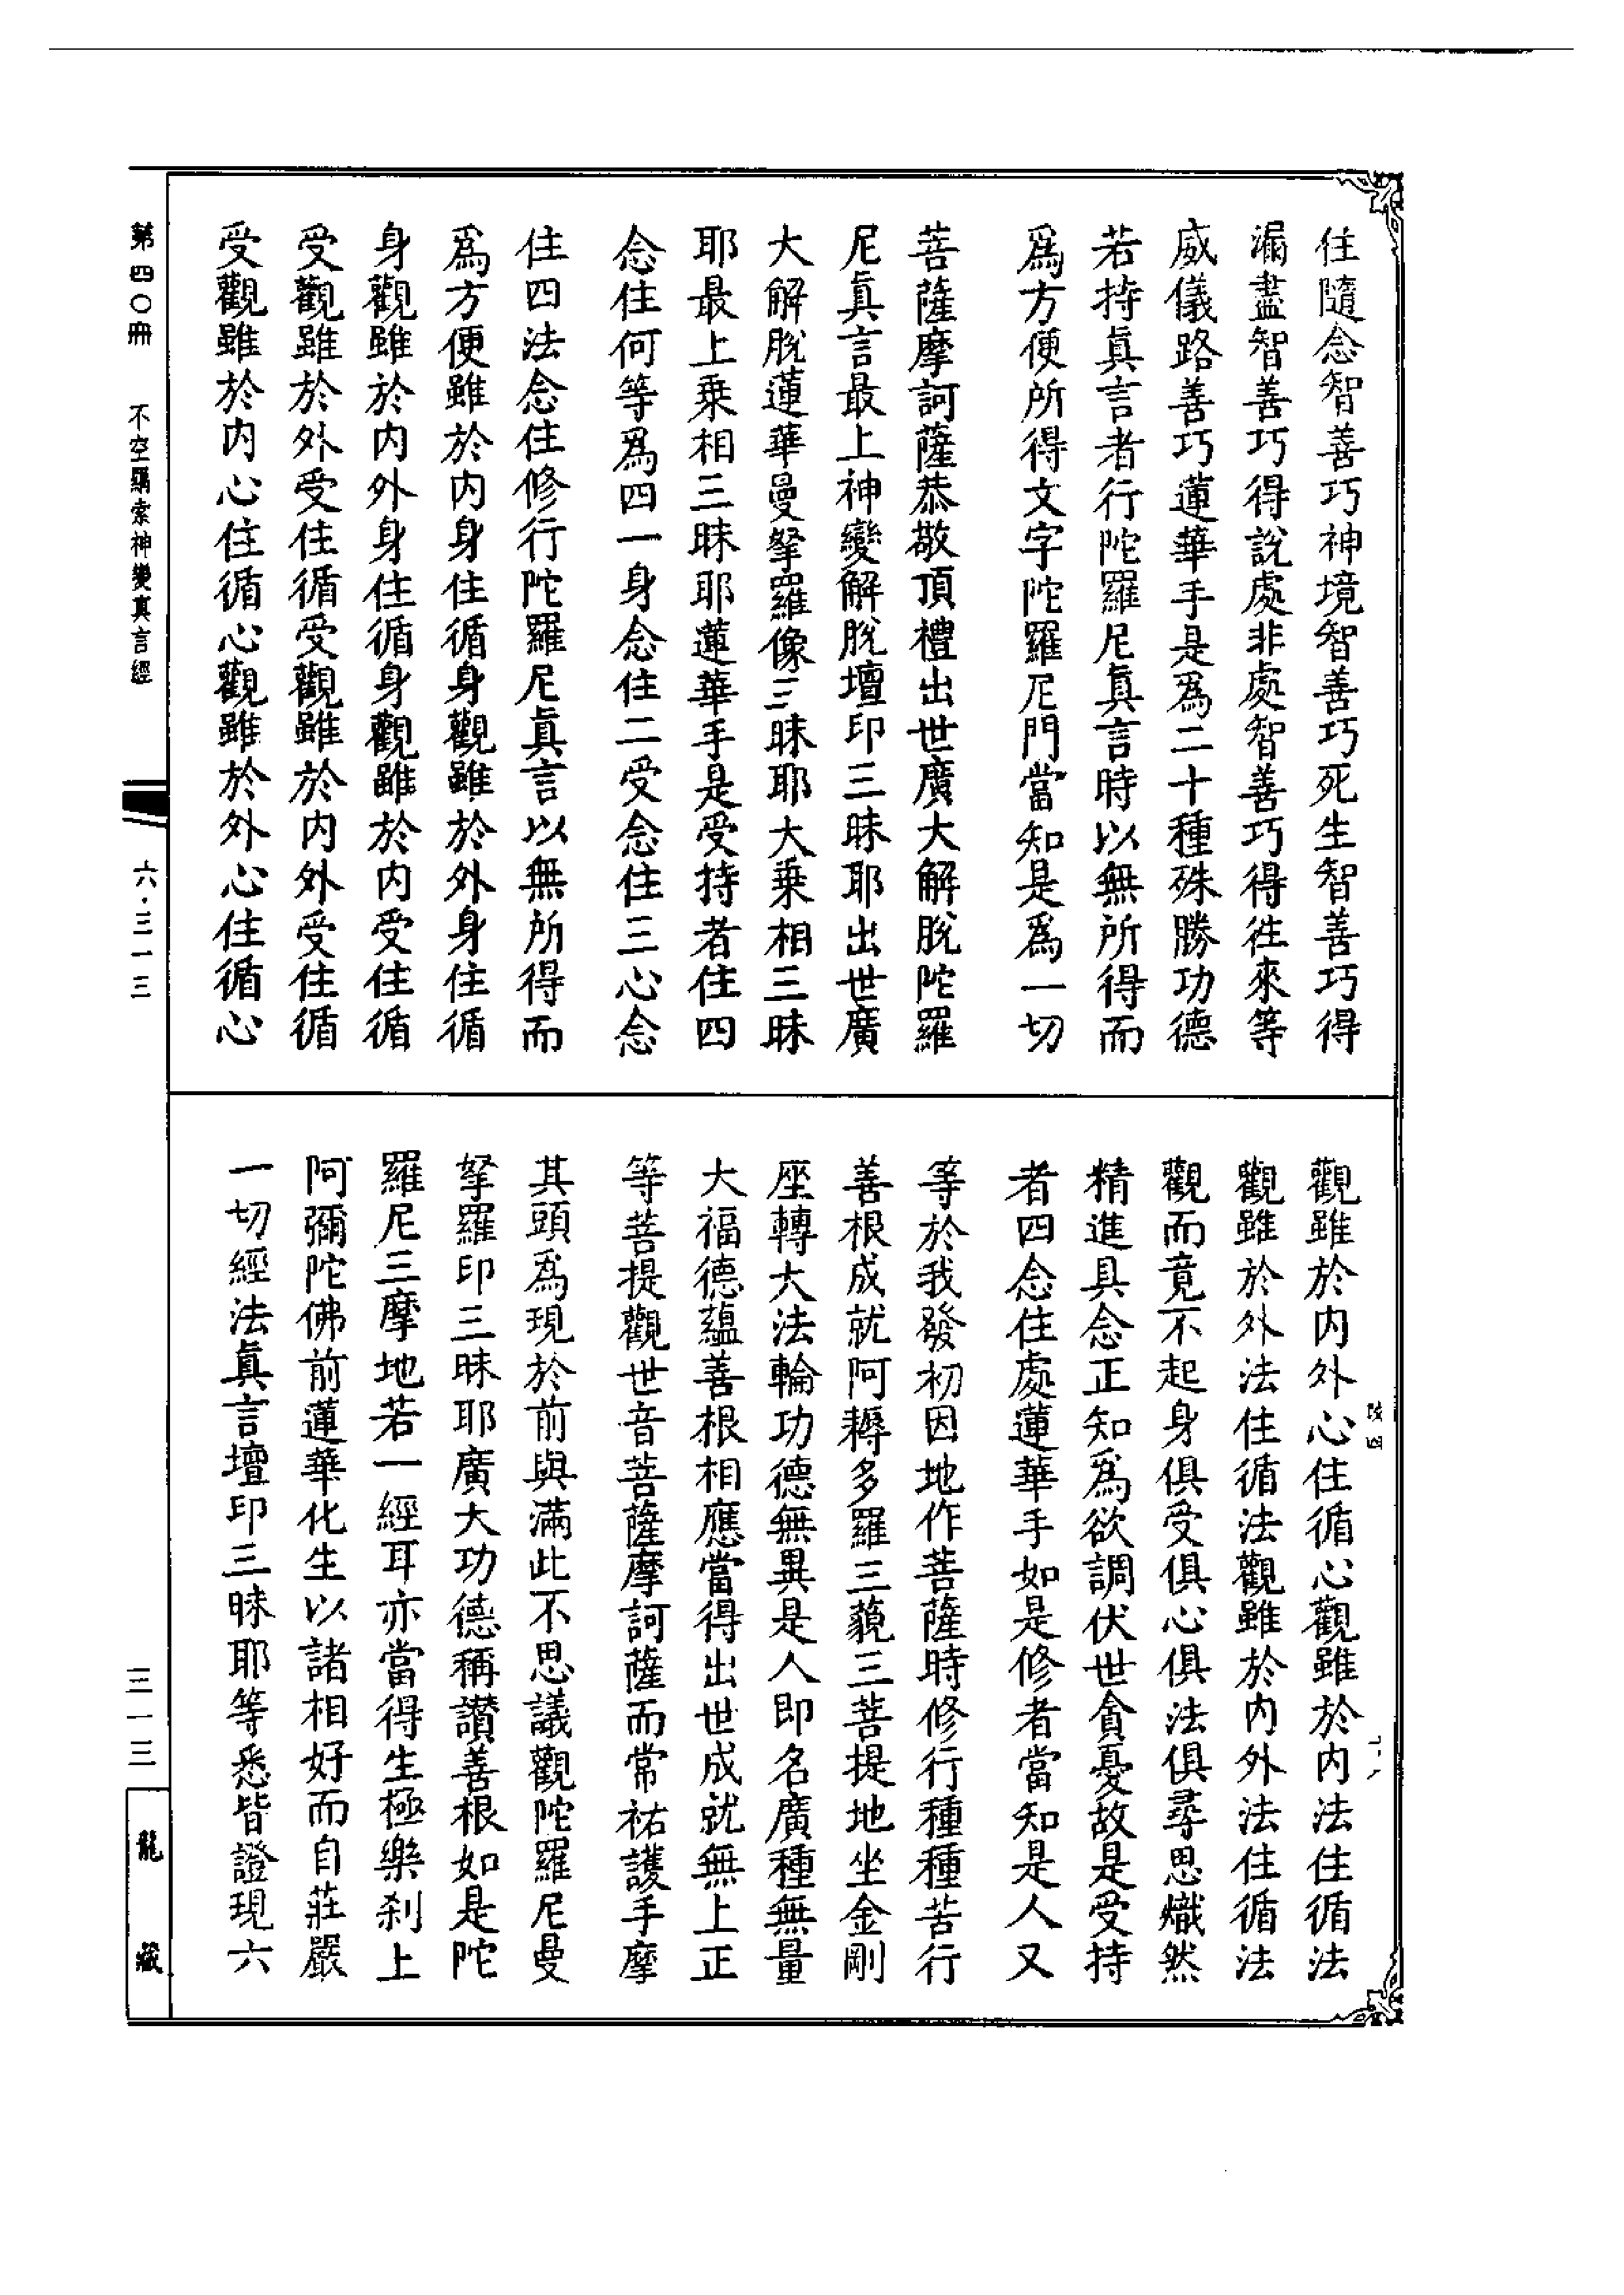 住隨念智善巧神境智善巧死生智善巧得
漏盡智善巧得說處非處智善巧得往來等
威儀路善巧蓮華手是為二十種殊勝功德
若持真言者行陀羅尼真言時以無所得而
為方便所得文字陀羅尼門當知是為一切
菩薩摩訶薩恭敬頂禮出世廣大解脫陀羅
尼真言最上神變解脫壇印三昧耶出世廣
大解脫蓮華曼拏羅像三昧耶大乘相三昧
耶最上乘相三昧耶蓮華手是受持者住四
念住何等為四一身念住二受念住三心念
住四法念住修行陀羅尼真言以無所得而
為方便雖於內身住循身觀雖於外身住循
身觀雖於內外身住循身觀雖於內受住循
受觀雖於外受住循受觀雖於內外受住循
受觀雖於內心住循心觀雖於外心住循心
觀雖於內外心住循心觀雖於內法住循法
觀雖於外法住循法觀雖於內外法住循法
觀而竟不起身俱受俱心俱法俱尋思熾然
精進具念正知為欲調伏世貪憂故是受持
者四念住處蓮華手如是修者當知是人又
等於我發初因地作菩薩時修行種種苦行
善根成就阿耨多羅三藐三菩提地坐金剛
座轉大法輪功德無異是人即名廣種無量
大福德蘊善根相應當得出世成就無上正
等菩提觀世音菩薩摩訶薩而常祐護手摩
其頭為現於前與滿此不思議觀陀羅尼曼
拏羅印三昧耶廣大功德稱讚善根如是陀
羅尼三摩地若一經耳亦當得生極樂剎上
阿彌陀佛前蓮華化生以諸相好而自莊嚴
一切經法真言壇印三昧耶等悉皆證現六
第四〇冊 不空羂索神變真言經 六·三一三
三一三
龍藏